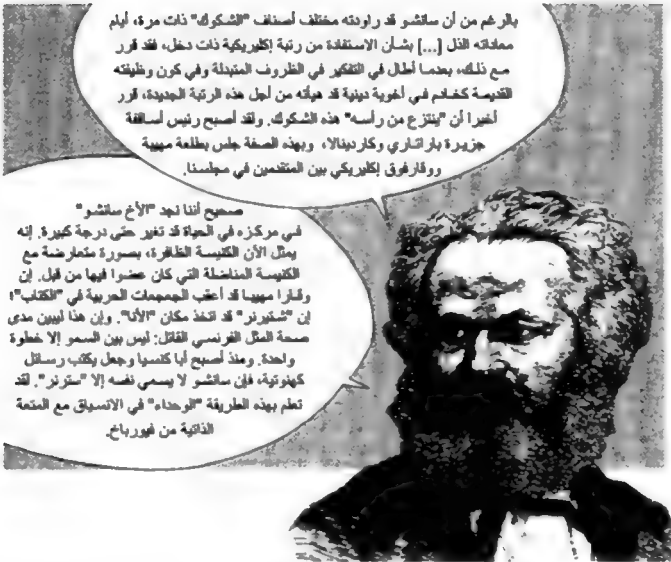 بالرغم من أن سانشو قد راودته مختلف أصناف "الشكوك" ذات مرة، أيام
معاداته الذل [...] بشأن الاستفادة من رتبة إكليريكية ذات دخل، فقد قرر
مع ذلك، بعدما أطال في التفكير في الظروف المتبدلة وفي كون وظيفته
القديمة كخادم في أخوية دينية قد هيأته من أجل هذه الرتبة الجديدة، قرر
أخيرا أن "ينتزع من رأسه" هذه الشكوك. ولقد أصبح رئيس أساقفة
جزيرة باراتاري وكاردينالا، وبهذه الصفة جلس بطلعة مهيبة
ووقار فوق إكليريكي بين المتقدمين في مجلسنا.
صحيح أننا نجد "الأخ سانشو"
في مركزه في الحياة قد تغير حتى درجة كبيرة. إنه
يمثل الآن الكنيسة الظافرة، بصورة متعارضة مع
الكنيسة المناضلة التي كان عضوا فيها من قبل. إن
وقارا مهيبا قد أعقب الجمجمات الحربية في "الكتاب"؛
إن "شتيرنر" قد اتخذ مكان "الأنا". وإن هذا ليبين مدى
صحة المثل الفرنسي القائل: ليس بين السمو إلا خطوة
واحدة. ومنذ أصبح أبا كنسيا وجعل يكتب رسائل
كهنوتية، فإن سانشو لا يسمي نفسه إلا "سترنر". لقد
تعلم بهذه الطريقة "الوحداء" في الانسياق مع المتعة
الذاتية من فيورباخ.